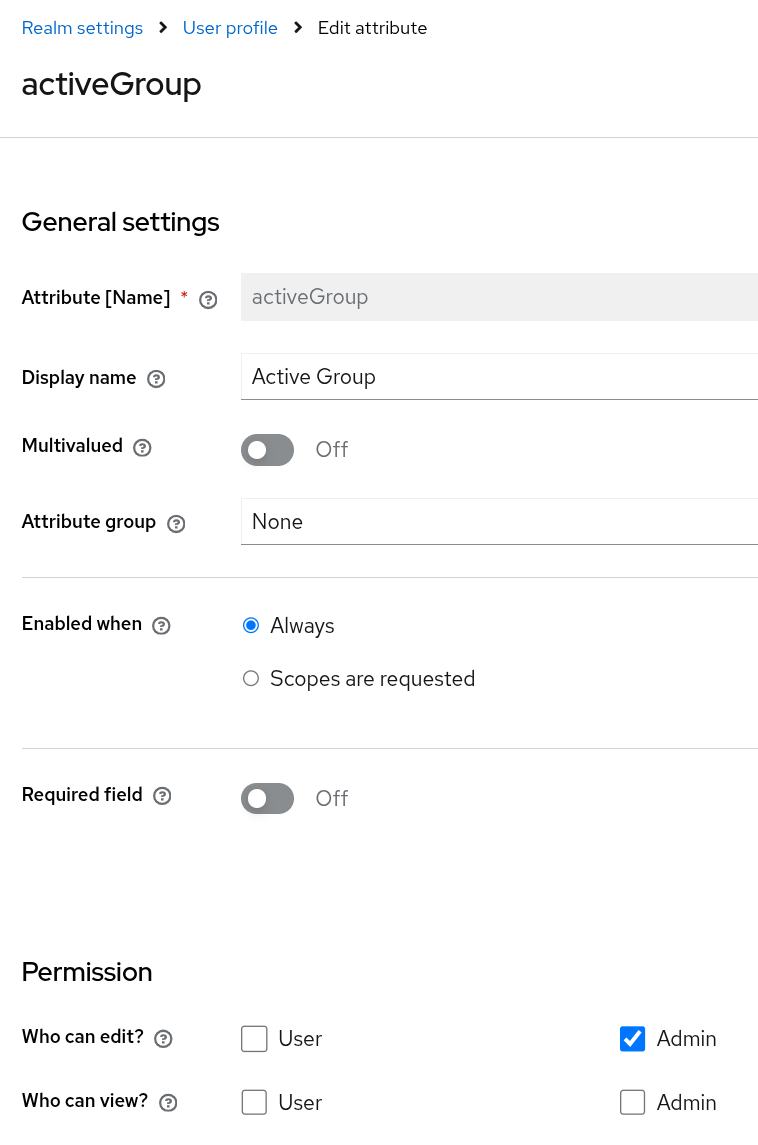 Realm settings > User profile > Edit attribute
activeGroup
General settings
Attribute [Name] * activeGroup
Display name Active Group
Multivalued Off
Attribute group None
Enabled when Always
Scopes are requested
Required field Off
Permission
Who can edit? User Admin
Who can view? User Admin